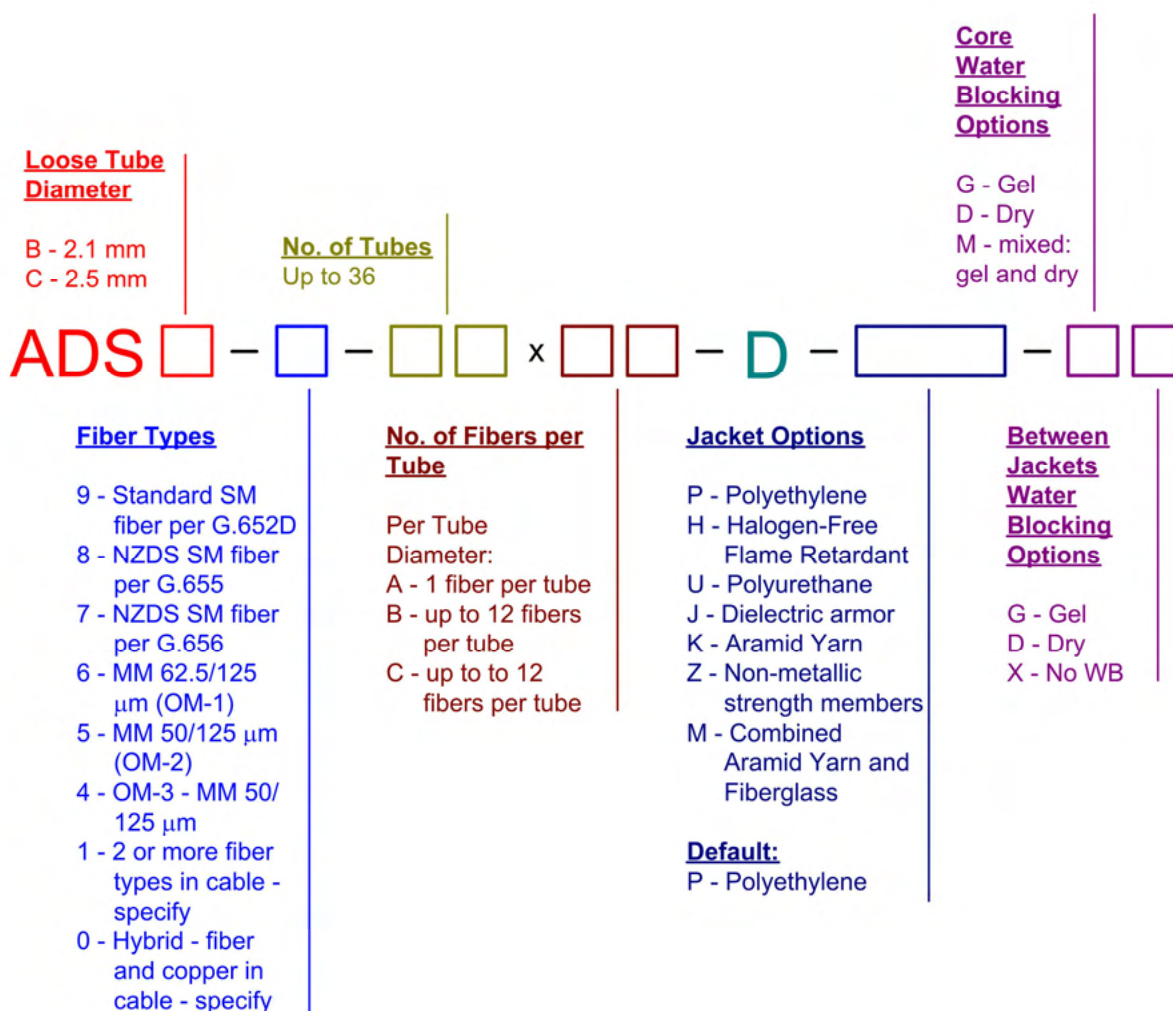 Core
Water
Blocking
Options
G - Gel
D - Dry
M - mixed:
gel and dry
Loose Tube
Diameter
B - 2.1 mm
C - 2.5 mm
No. of Tubes
Up to 36
ADS – – x – D – –
Fiber Types
9 - Standard SM
fiber per G.652D
8 - NZDS SM fiber
per G.655
7 - NZDS SM fiber
per G.656
6 - MM 62.5/125
μm (OM-1)
5 - MM 50/125 μm
(OM-2)
4 - OM-3 - MM 50/
125 μm
1 - 2 or more fiber
types in cable -
specify
0 - Hybrid - fiber
and copper in
cable - specify
No. of Fibers per
Tube
Per Tube
Diameter:
A - 1 fiber per tube
B - up to 12 fibers
per tube
C - up to to 12
fibers per tube
Jacket Options
P - Polyethylene
H - Halogen-Free
Flame Retardant
U - Polyurethane
J - Dielectric armor
K - Aramid Yarn
Z - Non-metallic
strength members
M - Combined
Aramid Yarn and
Fiberglass
Default:
P - Polyethylene
Between
Jackets
Water
Blocking
Options
G - Gel
D - Dry
X - No WB